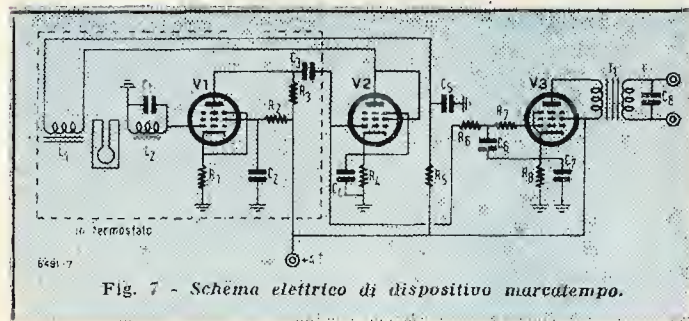 C1
V1
R2
C3
R3
V2
C5
V3
T1
C8
L1
L2
R1
C2
C4
R4
R5
R6
R7
C6
R8
C7
in termostato
+AT
6491-7
Fig. 7 - Schema elettrico di dispositivo marcatempo.